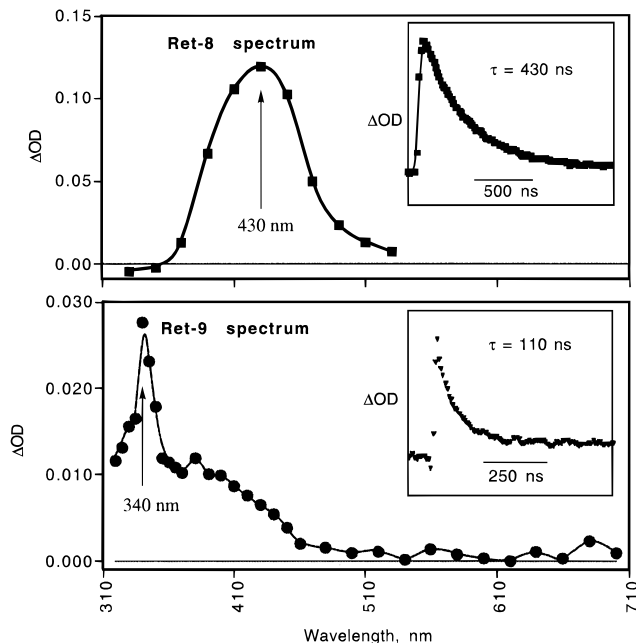 0.15
Ret-8 spectrum
τ = 430 ns
0.10
ΔOD
ΔOD
0.05
500 ns
430 nm
0.00
0.030
Ret-9 spectrum
τ = 110 ns
0.020
ΔOD
ΔOD
0.010
250 ns
340 nm
0.000
310
410
510
610
710
Wavelength, nm